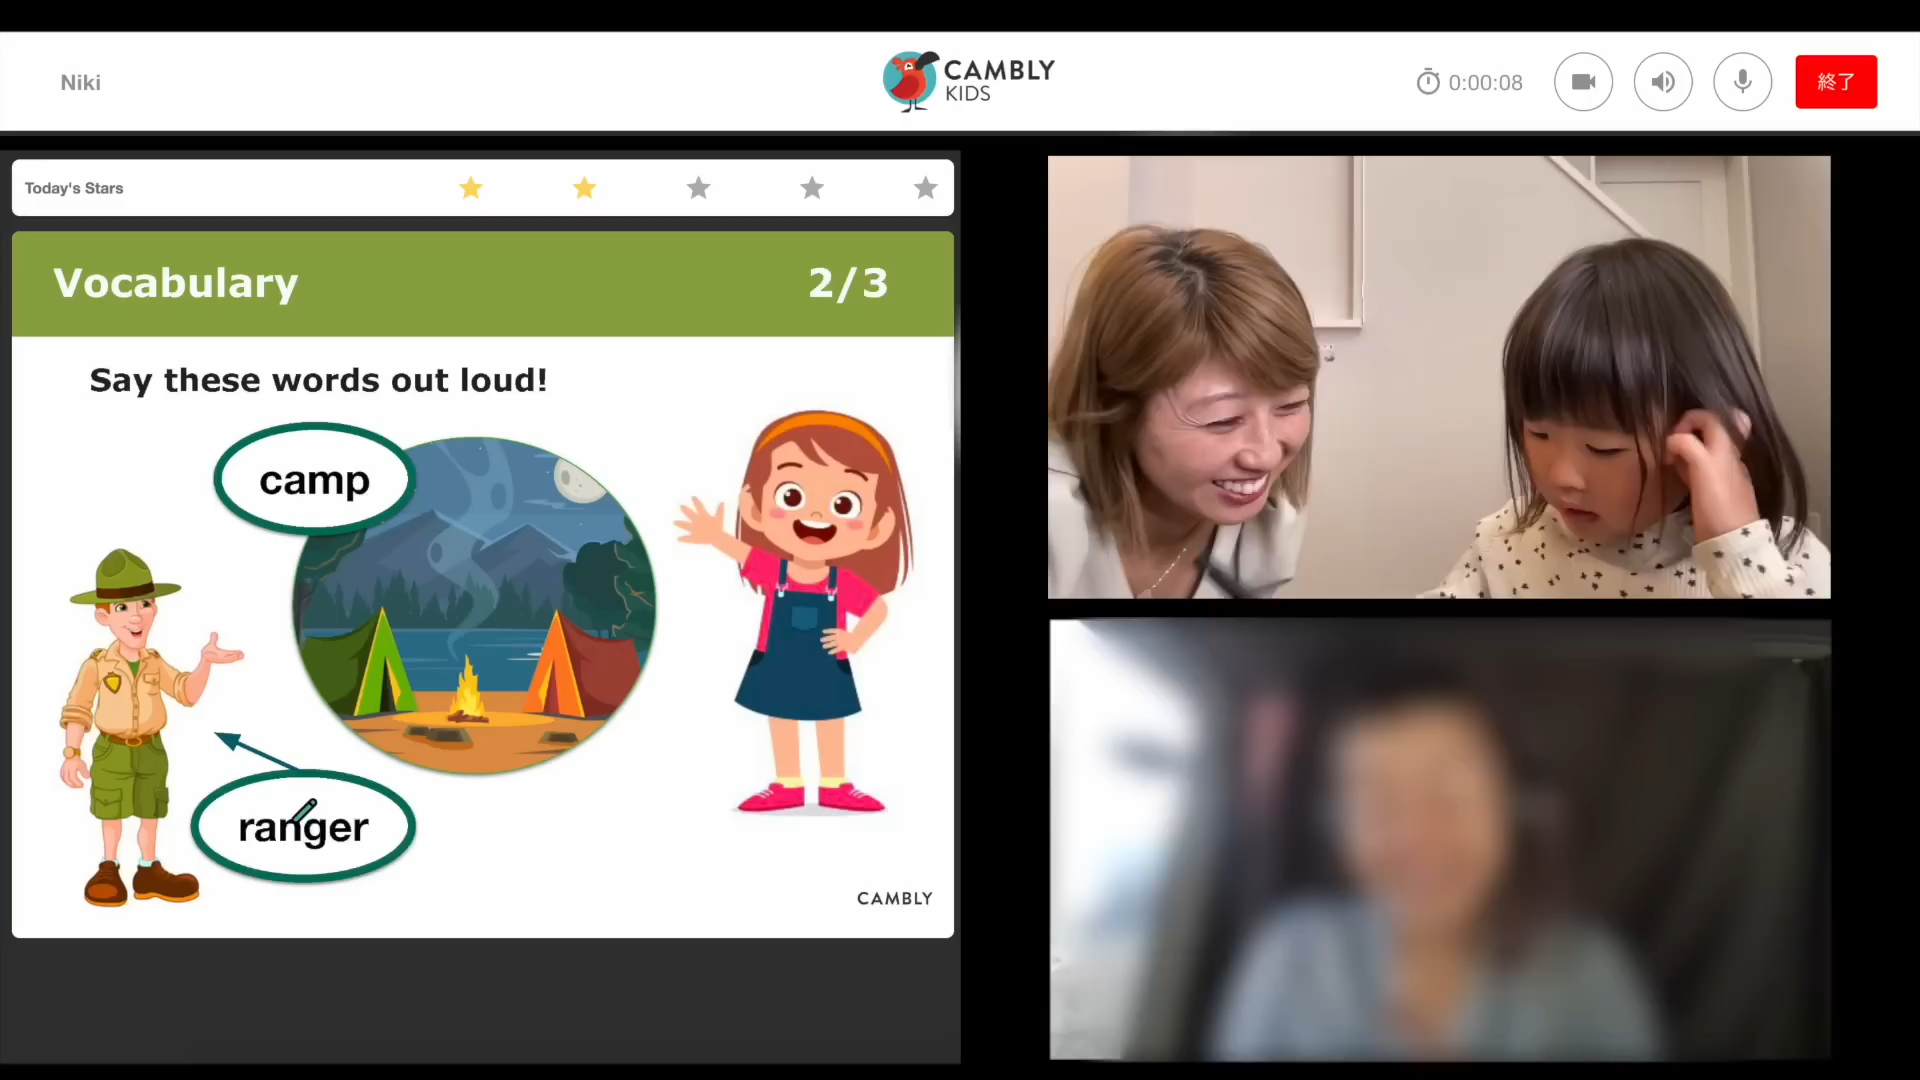 Niki
CAMBLY
KIDS
0:00:08
終了
Today's Stars
Vocabulary
2/3
Say these words out loud!
camp
ranger
CAMBLY